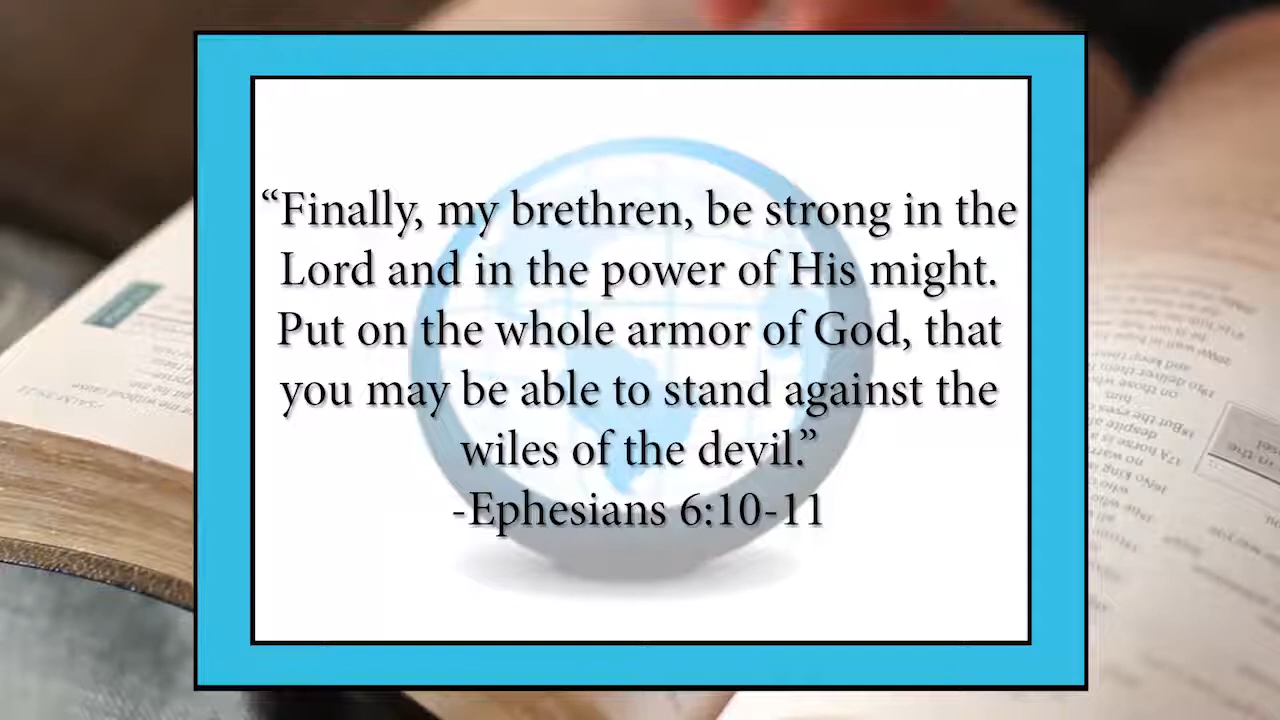 “Finally, my brethren, be strong in the
Lord and in the power of His might.
Put on the whole armor of God, that
you may be able to stand against the
wiles of the devil.”
-Ephesians 6:10-11